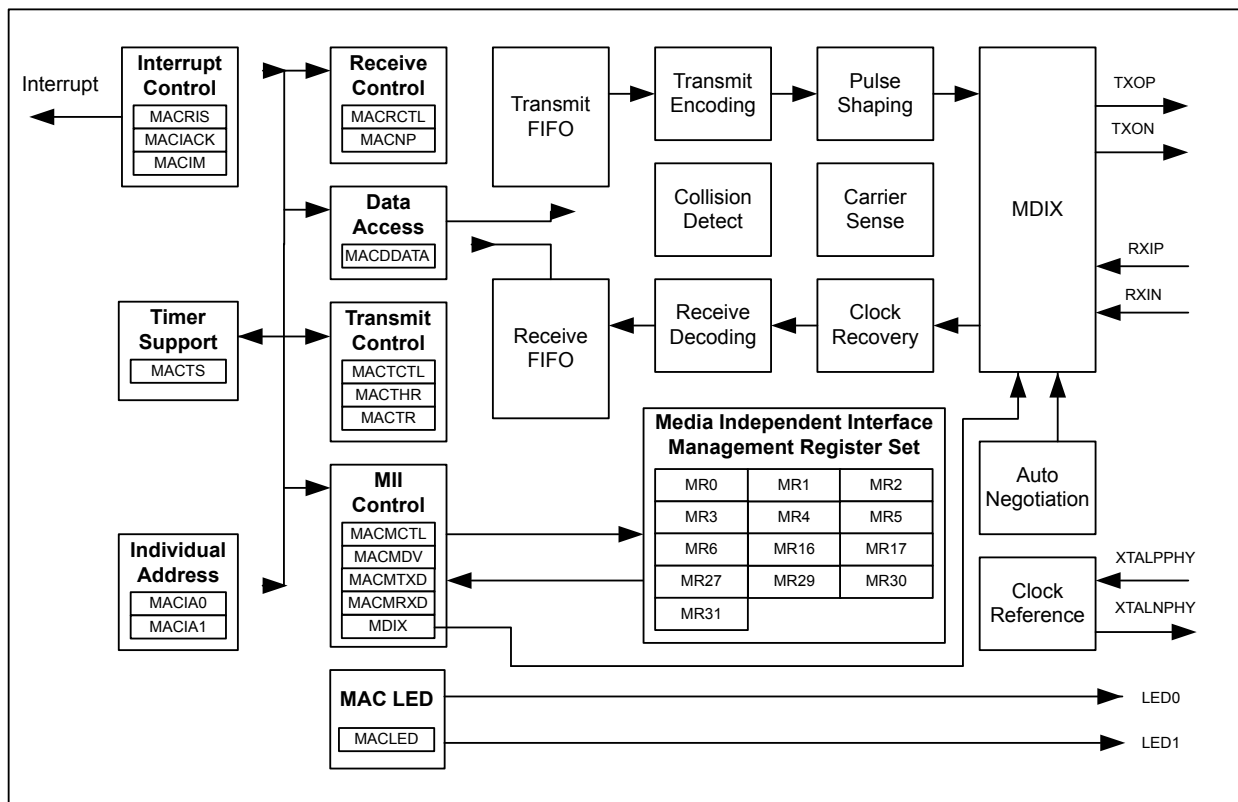 Interrupt
Interrupt
Control
MACRIS
MACIACK
MACIM
Timer
Support
MACTS
Individual
Address
MACIA0
MACIA1
Receive
Control
MACRCTL
MACNP
Data
Access
MACDDATA
Transmit
Control
MACTCTL
MACTHR
MACTR
MII
Control
MACMCTL
MACMDV
MACMTXD
MACMRXD
MDIX
MAC LED
MACLED
Transmit
FIFO
Receive
FIFO
Transmit
Encoding
Pulse
Shaping
Collision
Detect
Carrier
Sense
Receive
Decoding
Clock
Recovery
MDIX
TXOP
TXON
RXIP
RXIN
Media Independent Interface
Management Register Set
MR0 MR1 MR2
MR3 MR4 MR5
MR6 MR16 MR17
MR27 MR29 MR30
MR31
Auto
Negotiation
Clock
Reference
XTALPPHY
XTALNPHY
LED0
LED1